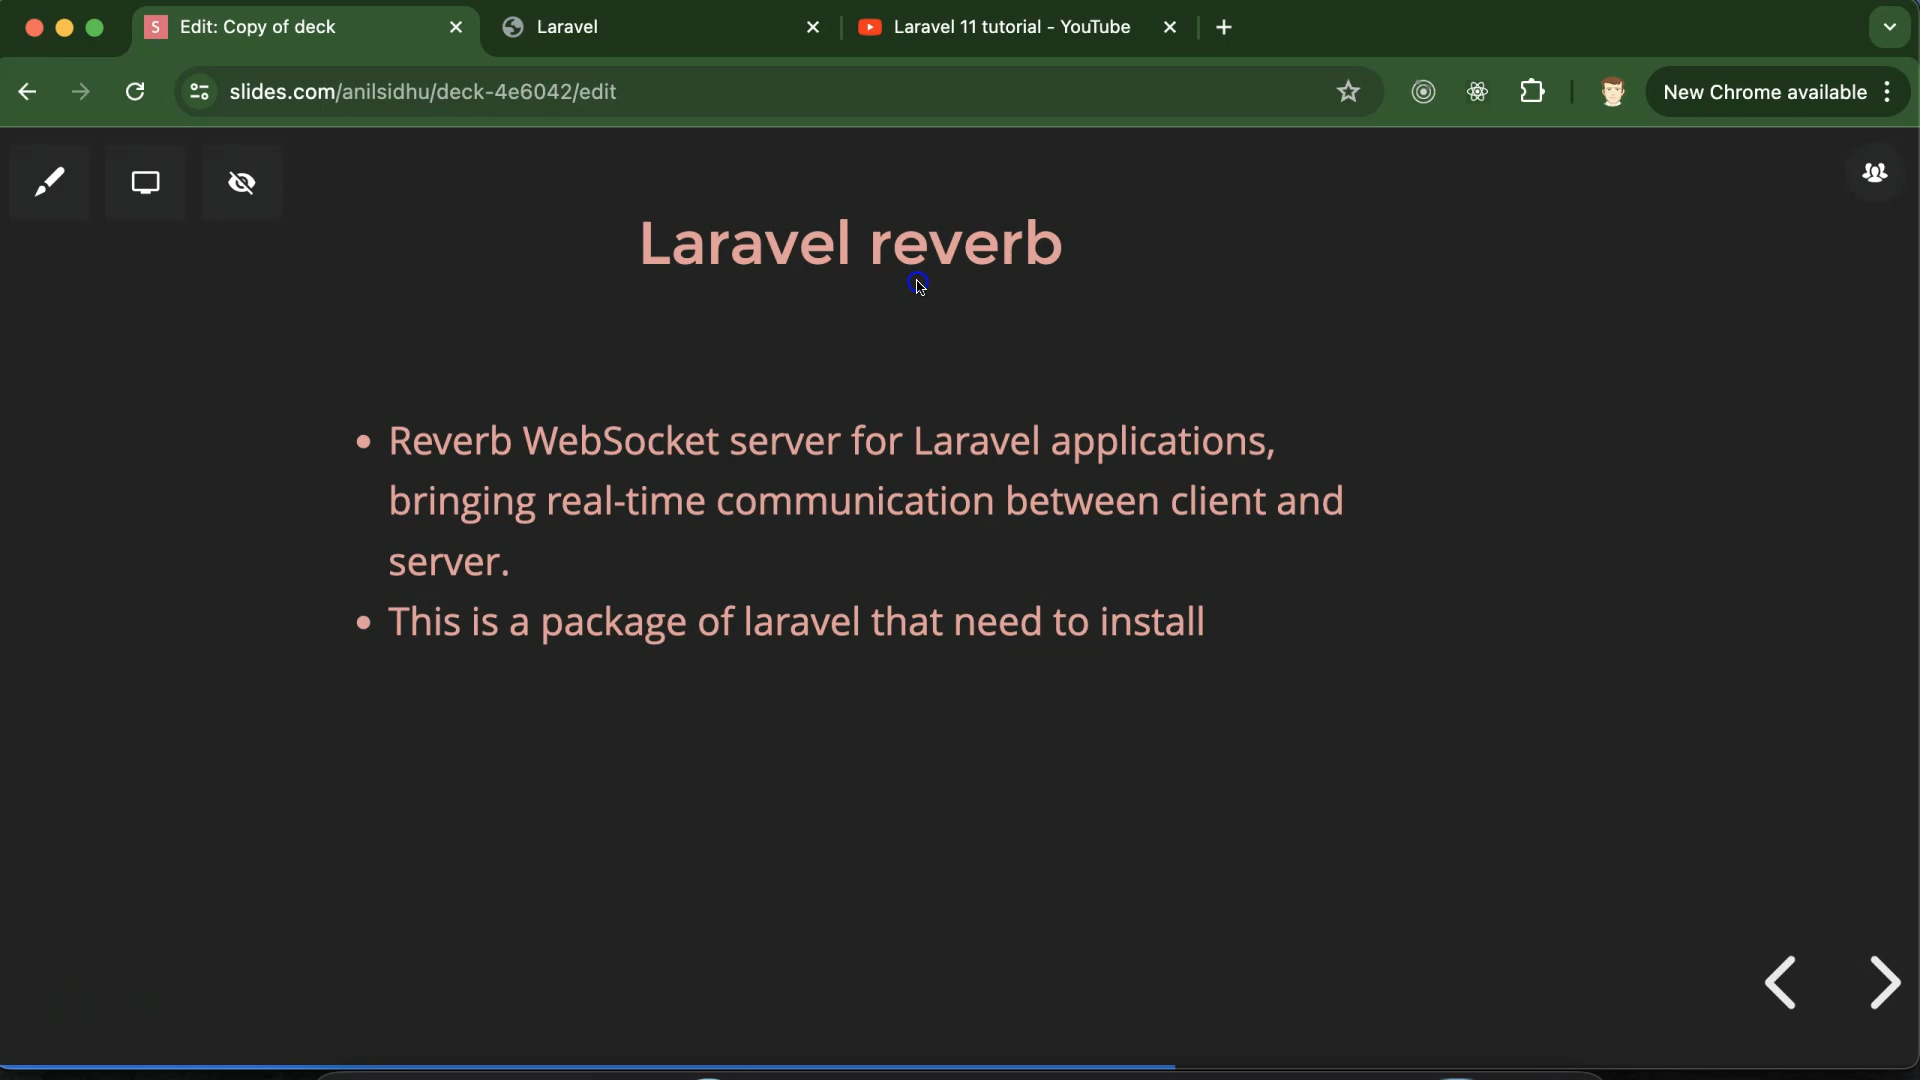 S Edit: Copy of deck
Laravel
Laravel 11 tutorial - YouTube
slides.com/anilsidhu/deck-4e6042/edit
New Chrome available
Laravel reverb
• Reverb WebSocket server for Laravel applications,
bringing real-time communication between client and
server.
• This is a package of laravel that need to install